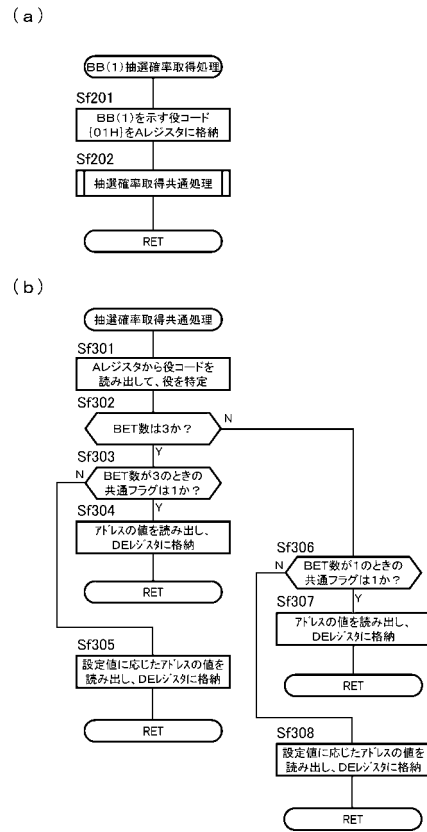 (a)
BB(1)抽選確率取得処理
Sf201
BB(1)を示す役コード
{01H}をAレジスタに格納
Sf202
抽選確率取得共通処理
RET
(b)
抽選確率取得共通処理
Sf301
Aレジスタから役コードを
読み出して、役を特定
Sf302
BET数は3か?
N
Y
Sf303
N
BET数が3のときの
共通フラグは1か?
Y
Sf304
アドレスの値を読み出し、
DEレジスタに格納
RET
Sf305
設定値に応じたアドレスの値を
読み出し、DEレジスタに格納
RET
Sf306
N
BET数が1のときの
共通フラグは1か?
Y
Sf307
アドレスの値を読み出し、
DEレジスタに格納
RET
Sf308
設定値に応じたアドレスの値を
読み出し、DEレジスタに格納
RET